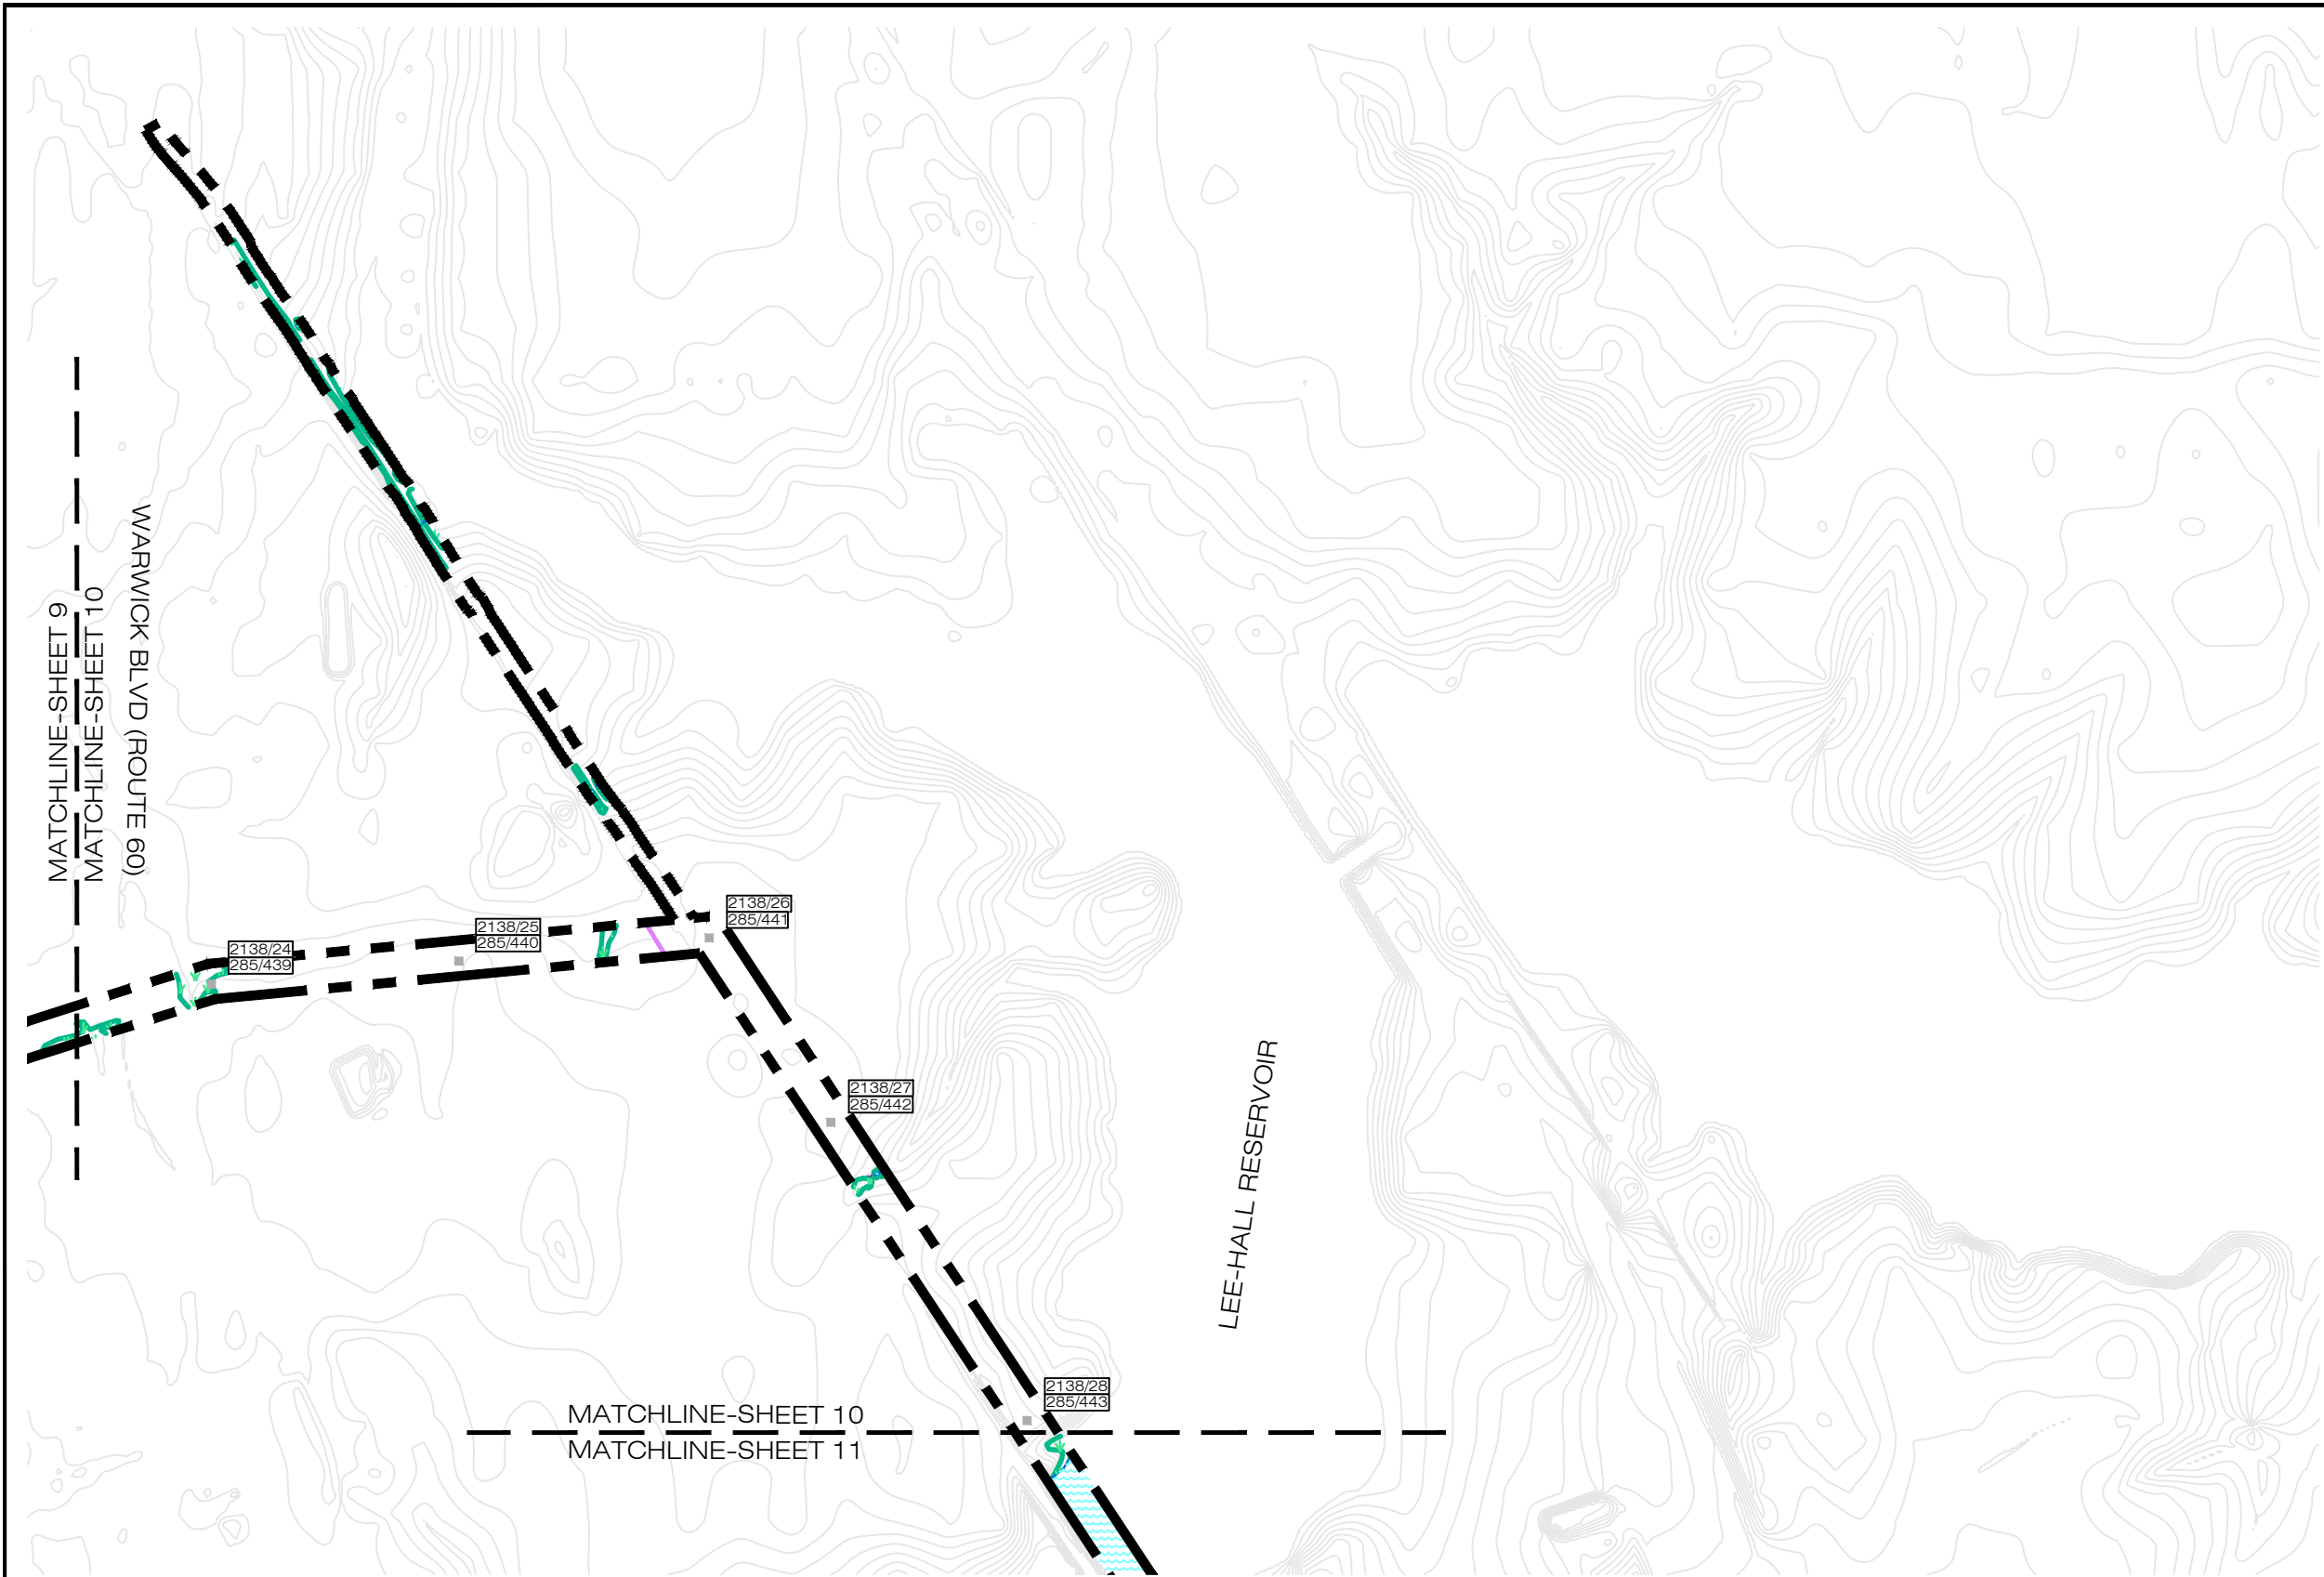 MATCHLINE-SHEET 9
MATCHLINE-SHEET 10
WARWICK BLVD (ROUTE 60)
2138/26
285/441
2138/25
285/440
2138/24
285/439
2138/27
285/442
LEE-HALL RESERVOIR
2138/28
285/443
MATCHLINE-SHEET 10
MATCHLINE-SHEET 11